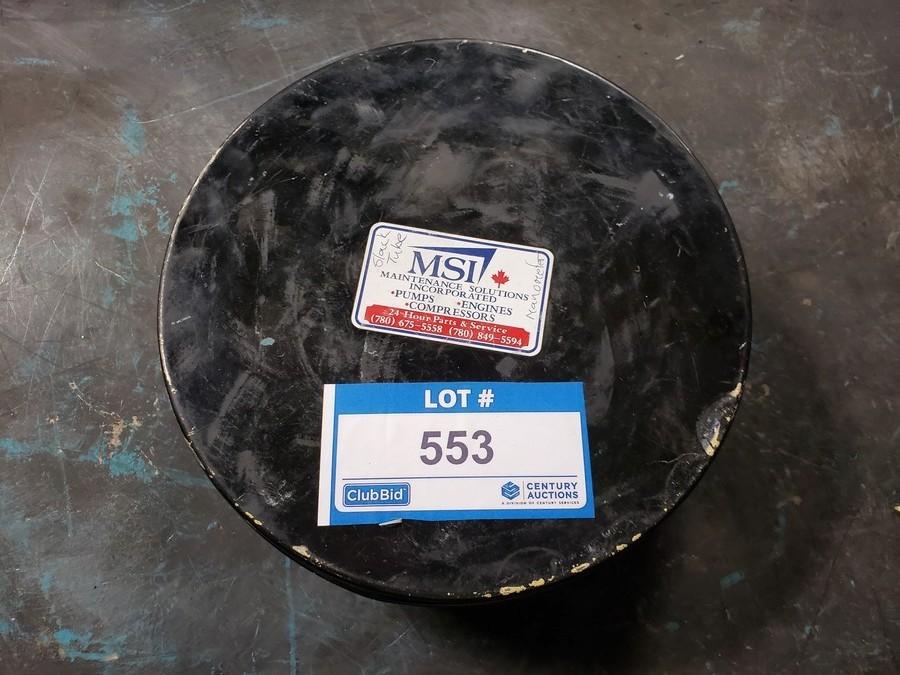 Slack
Tube
Manometer
MSI
MAINTENANCE SOLUTIONS
INCORPORATED
•PUMPS •ENGINES
•COMPRESSORS
24-Hour Parts & Service
(780) 675-5558 (780) 849-5594
LOT #
553
ClubBid
CENTURY
AUCTIONS
A DIVISION OF CENTURY SERVICES